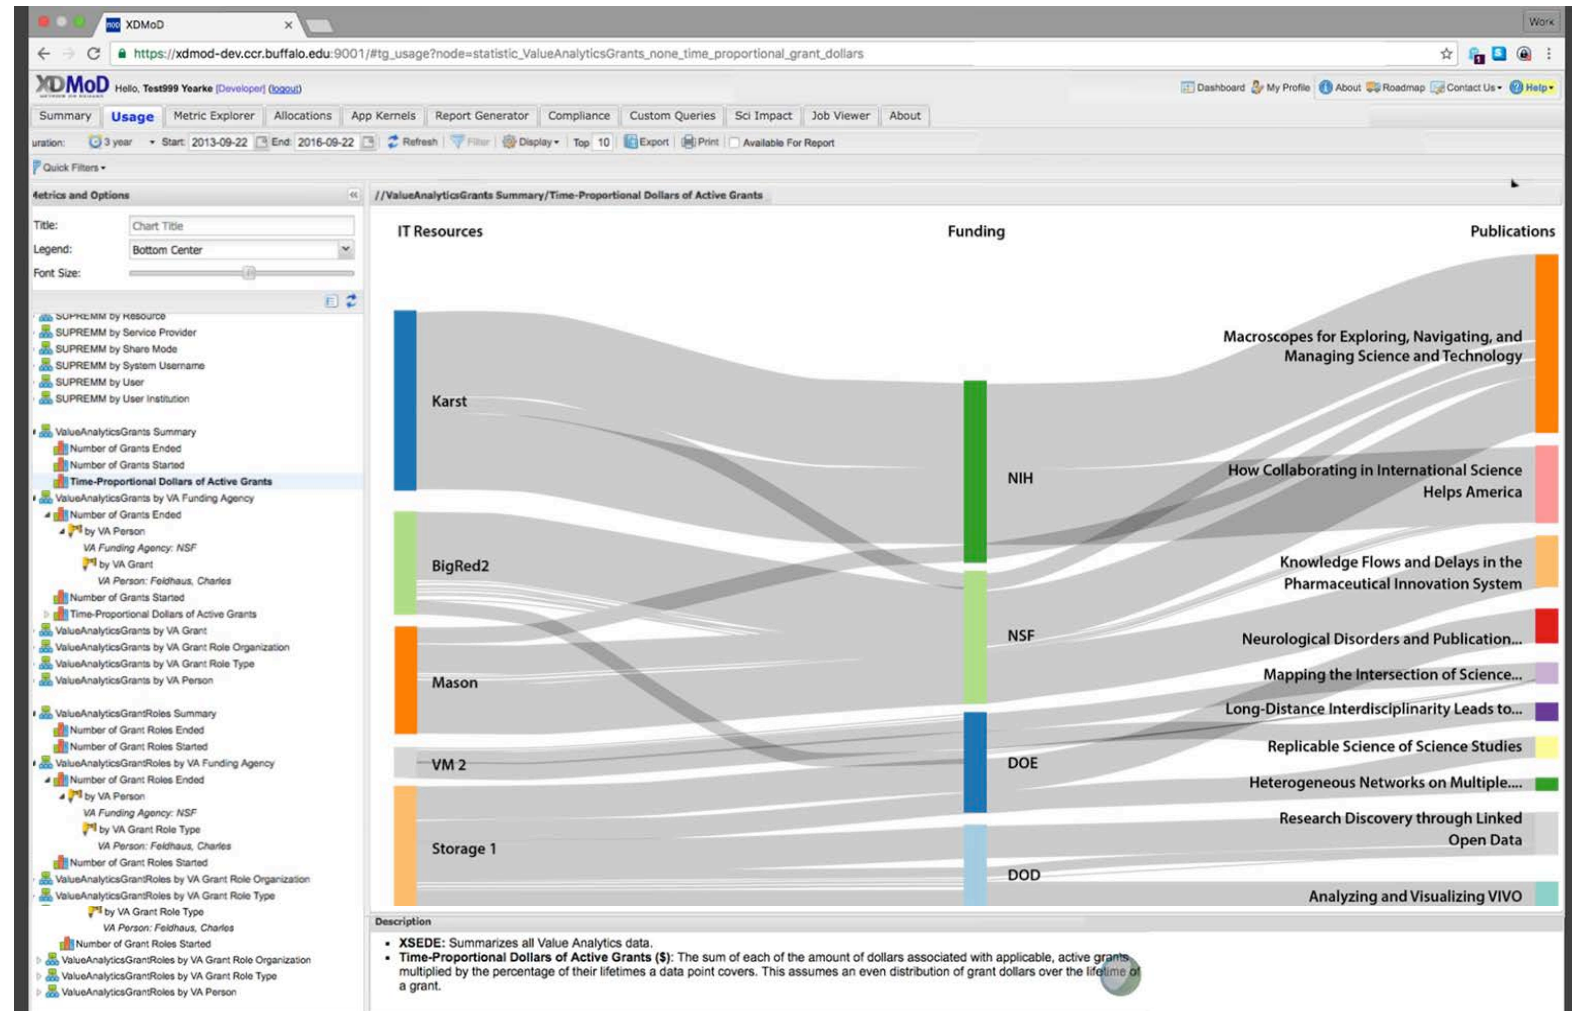 XDMoD
Work
https://xdmod-dev.ccr.buffalo.edu:9001/#tg_usage?node=statistic_ValueAnalyticsGrants_none_time_proportional_grant_dollars
XDMoD Hello, Test999 Yearke [Developer] (logout)
Dashboard My Profile About Roadmap Contact Us Help
Summary Usage Metric Explorer Allocations App Kernels Report Generator Compliance Custom Queries Sci Impact Job Viewer About
uration: 3 year Start: 2013-09-22 End: 2016-09-22 Refresh Filter Display Top 10 Export Print Available For Report
Quick Filters
Metrics and Options
Title: Chart Title
Legend: Bottom Center
Font Size:
SUPREMM by Resource
SUPREMM by Service Provider
SUPREMM by Share Mode
SUPREMM by System Username
SUPREMM by User
SUPREMM by User Institution
ValueAnalyticsGrants Summary
Number of Grants Ended
Number of Grants Started
Time-Proportional Dollars of Active Grants
ValueAnalyticsGrants by VA Funding Agency
Number of Grants Ended
by VA Person
VA Funding Agency: NSF
by VA Grant
VA Person: Feldhaus, Charles
Number of Grants Started
Time-Proportional Dollars of Active Grants
ValueAnalyticsGrants by VA Grant
ValueAnalyticsGrants by VA Grant Role Organization
ValueAnalyticsGrants by VA Grant Role Type
ValueAnalyticsGrants by VA Person
ValueAnalyticsGrantRoles Summary
Number of Grant Roles Ended
Number of Grant Roles Started
ValueAnalyticsGrantRoles by VA Funding Agency
Number of Grant Roles Ended
by VA Person
VA Funding Agency: NSF
by VA Grant Role Type
VA Person: Feldhaus, Charles
Number of Grant Roles Started
ValueAnalyticsGrantRoles by VA Grant Role Organization
ValueAnalyticsGrantRoles by VA Grant Role Type
by VA Grant Role Type
VA Person: Feldhaus, Charles
Number of Grant Roles Started
ValueAnalyticsGrantRoles by VA Grant Role Organization
ValueAnalyticsGrantRoles by VA Grant Role Type
ValueAnalyticsGrantRoles by VA Person
//ValueAnalyticsGrants Summary/Time-Proportional Dollars of Active Grants
IT Resources Funding Publications
Karst
BigRed2
Mason
VM 2
Storage 1
NIH
NSF
DOE
DOD
Macroscopes for Exploring, Navigating, and
Managing Science and Technology
How Collaborating in International Science
Helps America
Knowledge Flows and Delays in the
Pharmaceutical Innovation System
Neurological Disorders and Publication...
Mapping the Intersection of Science...
Long-Distance Interdisciplinarity Leads to...
Replicable Science of Science Studies
Heterogeneous Networks on Multiple....
Research Discovery through Linked
Open Data
Analyzing and Visualizing VIVO
Description
XSEDE: Summarizes all Value Analytics data.
Time-Proportional Dollars of Active Grants ($): The sum of each of the amount of dollars associated with applicable, active grants
multiplied by the percentage of their lifetimes a data point covers. This assumes an even distribution of grant dollars over the lifetime of
a grant.